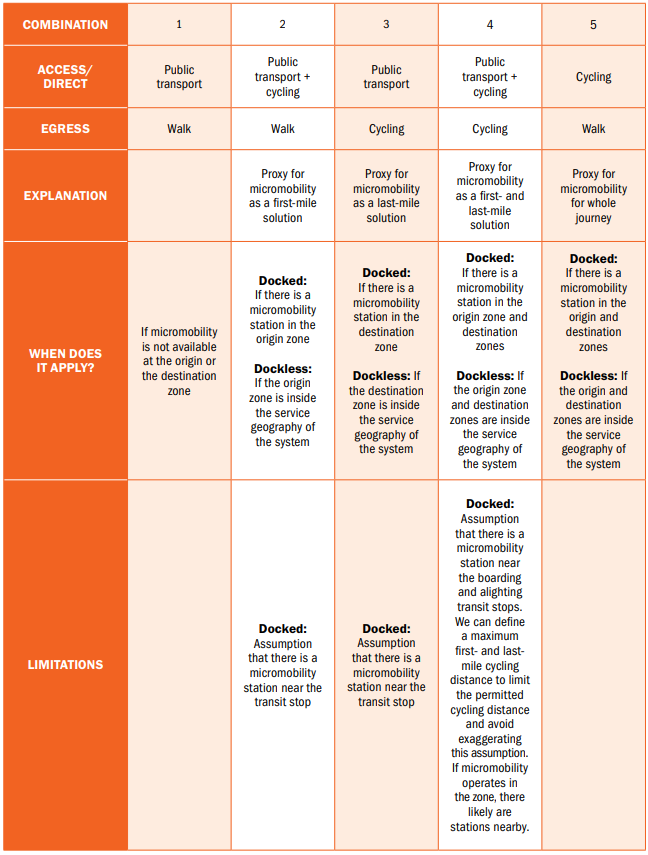 COMBINATION
1
2
3
4
5
ACCESS/
DIRECT
Public
transport
Public
transport +
cycling
Public
transport
Public
transport +
cycling
Cycling
EGRESS
Walk
Walk
Cycling
Cycling
Walk
EXPLANATION
Proxy for
micromobility
as a first-mile
solution
Proxy for
micromobility
as a last-mile
solution
Proxy for
micromobility
as a first- and
last-mile
solution
Proxy for
micromobility
for whole
journey
WHEN DOES
IT APPLY?
If micromobility
is not available
at the origin or
the destination
zone
Docked:
If there is a
micromobility
station in the
origin zone
Dockless:
If the origin
zone is inside
the service
geography of
the system
Docked:
If there is a
micromobility
station in the
destination
zone
Dockless: If
the destination
zone is inside
the service
geography of
the system
Docked:
If there is a
micromobility
station in the
origin zone and
destination
zones
Dockless: If
the origin zone
and destination
zones are inside
the service
geography of
the system
Docked:
If there is a
micromobility
station in the
origin and
destination
zones
Dockless: If
the origin and
destination
zones are inside
the service
geography of
the system
LIMITATIONS
Docked:
Assumption
that there is a
micromobility
station near the
transit stop
Docked:
Assumption
that there is a
micromobility
station near the
transit stop
Docked:
Assumption
that there is a
micromobility
station near
the boarding
and alighting
transit stops.
We can define
a maximum
first- and last-
mile cycling
distance to limit
the permitted
cycling distance
and avoid
exaggerating
this assumption.
If micromobility
operates in
the zone, there
likely are
stations nearby.